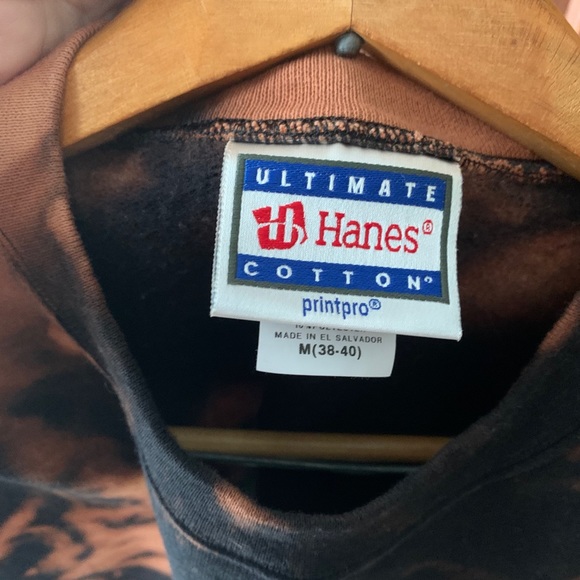 ULTIMATE
Hanes®
COTTON®
printpro®
MADE IN EL SALVADOR
M(38-40)